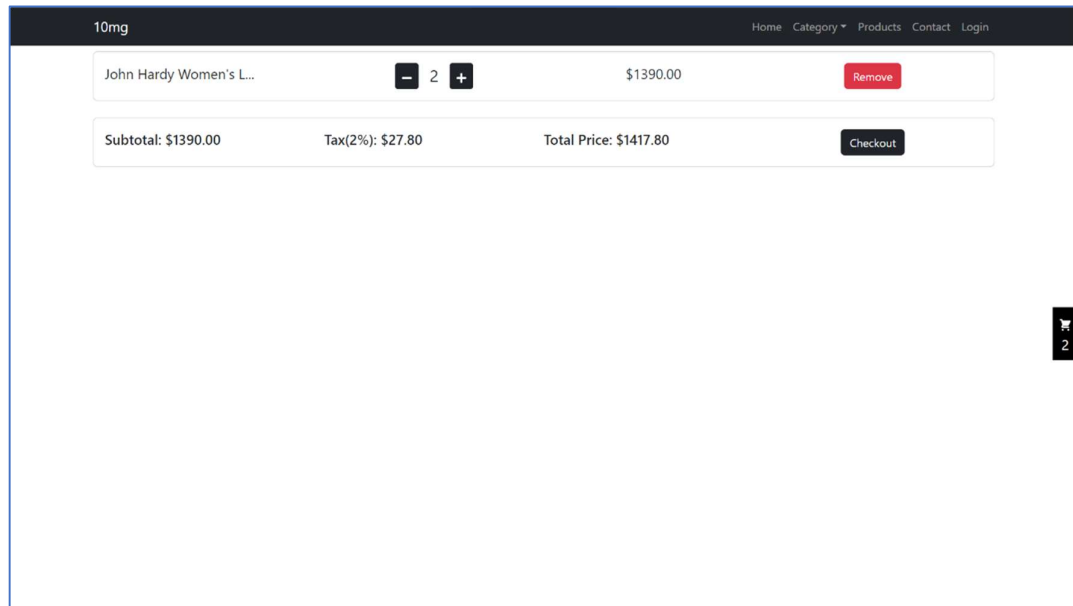 10mg Home Category Products Contact Login
John Hardy Women's L... − 2 + $1390.00 Remove
Subtotal: $1390.00 Tax(2%): $27.80 Total Price: $1417.80 Checkout
2